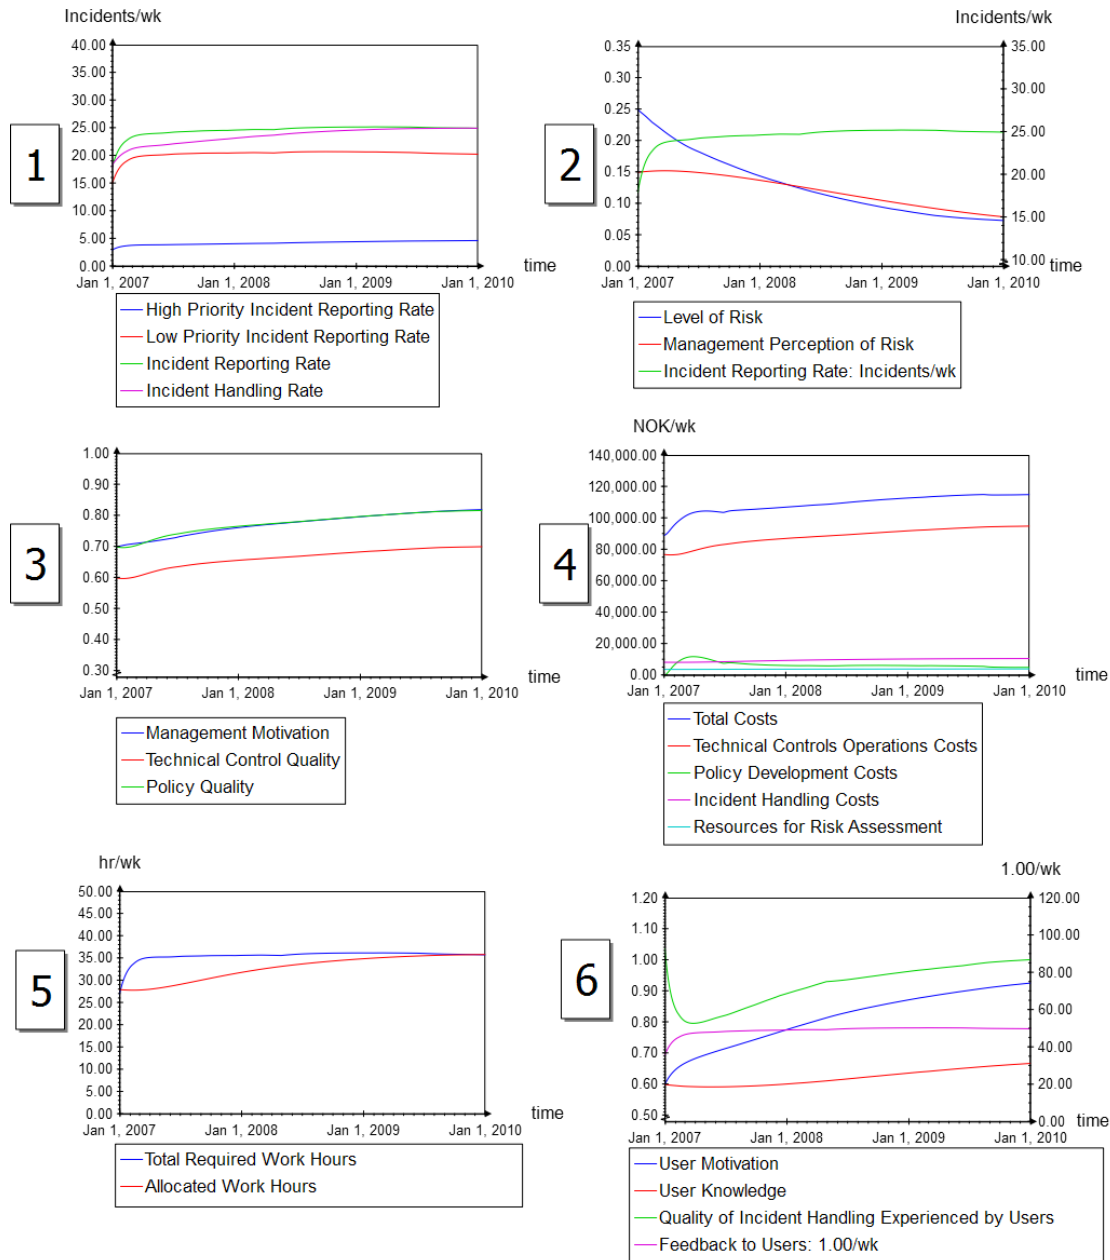 Incidents/wk
40.00
35.00
30.00
25.00
20.00
15.00
10.00
5.00
0.00
Jan 1, 2007
Jan 1, 2008
Jan 1, 2009
Jan 1, 2010
time
1
High Priority Incident Reporting Rate
Low Priority Incident Reporting Rate
Incident Reporting Rate
Incident Handling Rate
Incidents/wk
0.35
0.30
0.25
0.20
0.15
0.10
0.05
0.00
35.00
30.00
25.00
20.00
15.00
10.00
Jan 1, 2007
Jan 1, 2008
Jan 1, 2009
Jan 1, 2010
time
2
Level of Risk
Management Perception of Risk
Incident Reporting Rate: Incidents/wk
1.00
0.90
0.80
0.70
0.60
0.50
0.40
0.30
Jan 1, 2007
Jan 1, 2008
Jan 1, 2009
Jan 1, 2010
time
3
Management Motivation
Technical Control Quality
Policy Quality
NOK/wk
140,000.00
120,000.00
100,000.00
80,000.00
60,000.00
40,000.00
20,000.00
0.00
Jan 1, 2007
Jan 1, 2008
Jan 1, 2009
Jan 1, 2010
time
4
Total Costs
Technical Controls Operations Costs
Policy Development Costs
Incident Handling Costs
Resources for Risk Assessment
hr/wk
50.00
45.00
40.00
35.00
30.00
25.00
20.00
15.00
10.00
5.00
0.00
Jan 1, 2007
Jan 1, 2008
Jan 1, 2009
Jan 1, 2010
time
5
Total Required Work Hours
Allocated Work Hours
1.00/wk
1.20
1.10
1.00
0.90
0.80
0.70
0.60
0.50
120.00
100.00
80.00
60.00
40.00
20.00
0.00
Jan 1, 2007
Jan 1, 2008
Jan 1, 2009
Jan 1, 2010
time
6
User Motivation
User Knowledge
Quality of Incident Handling Experienced by Users
Feedback to Users: 1.00/wk